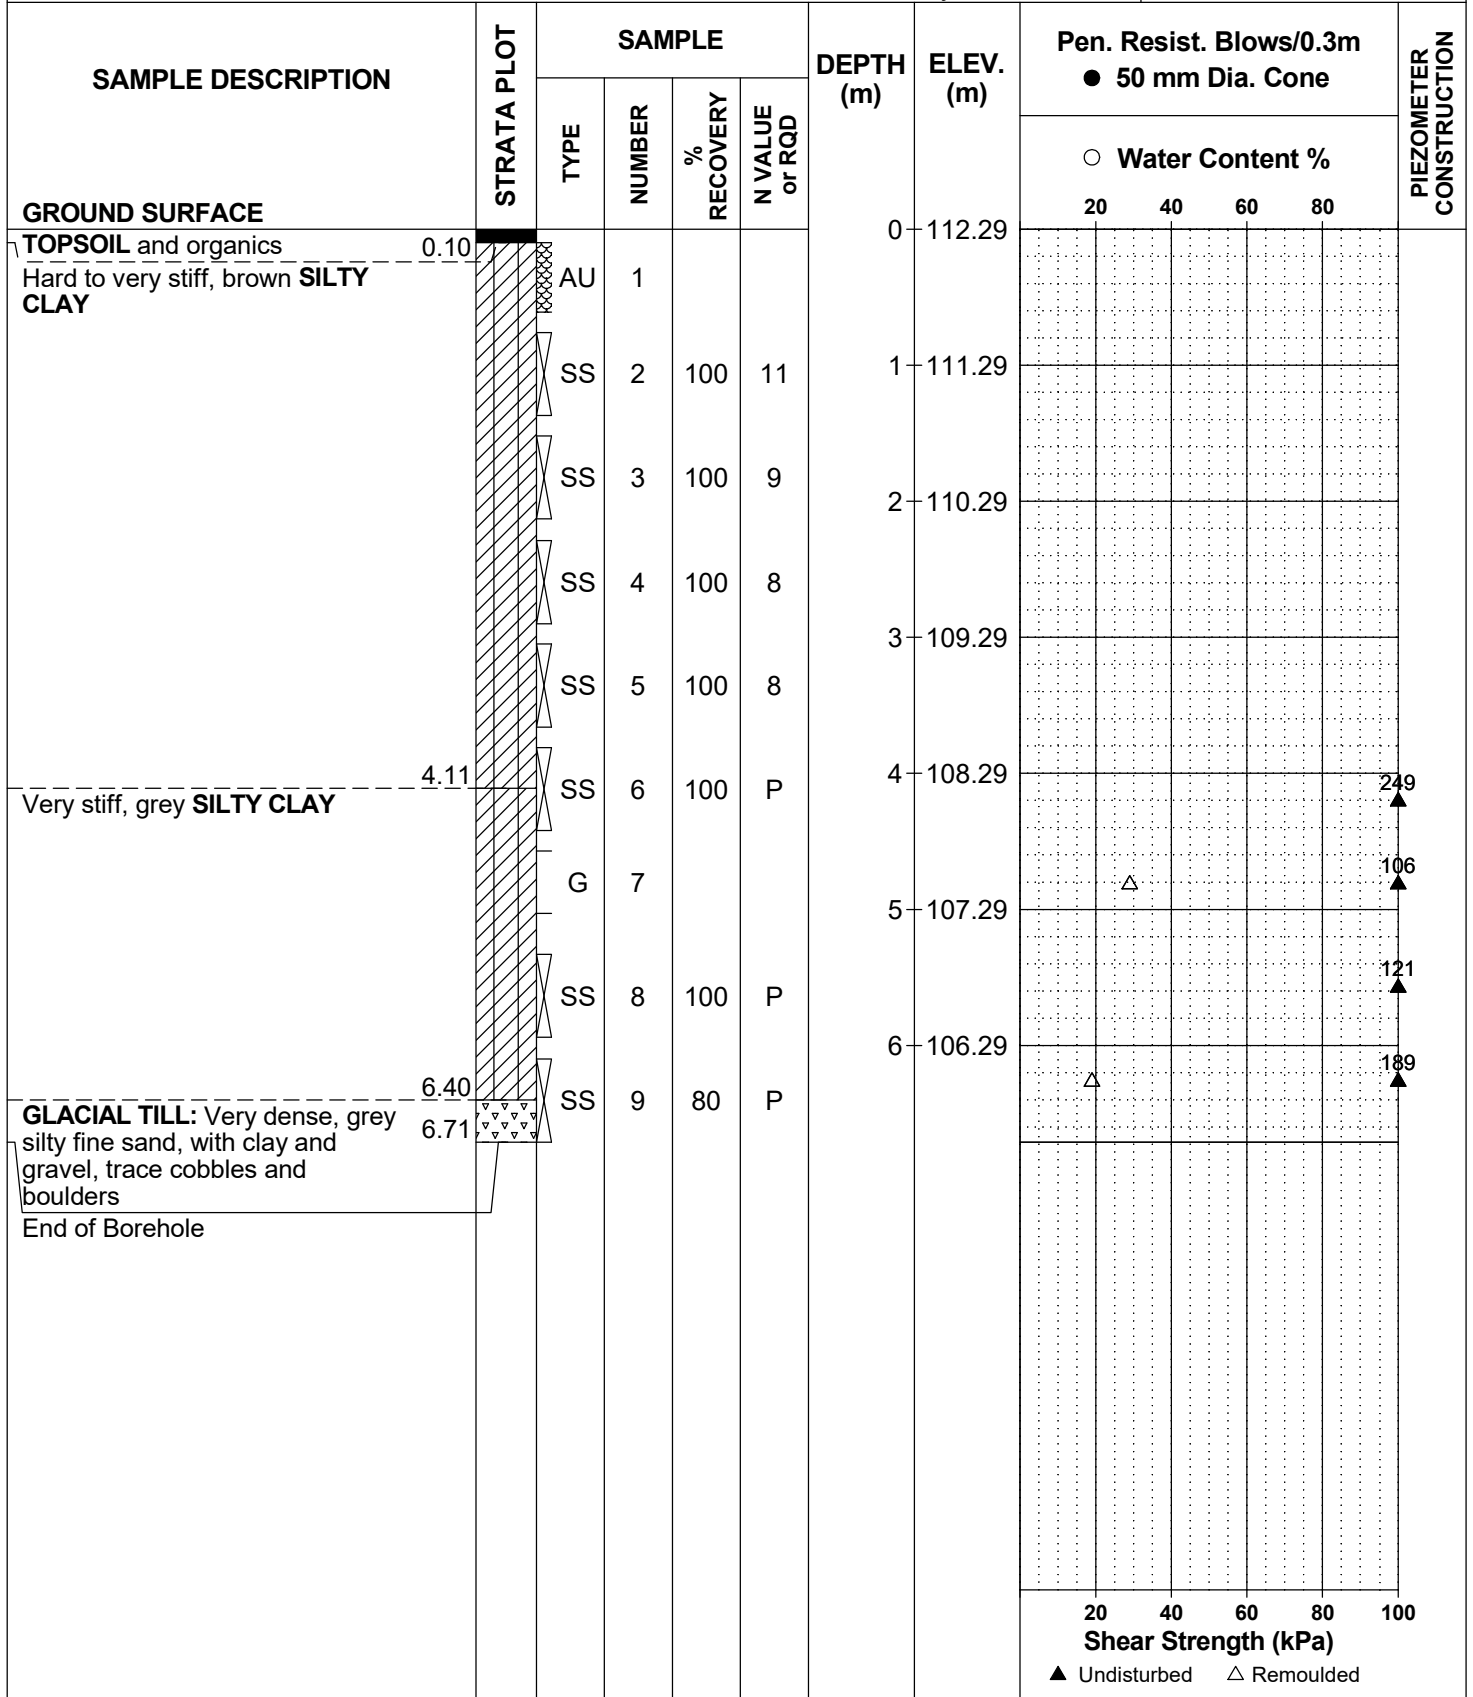 SAMPLE DESCRIPTION
STRATA PLOT
SAMPLE
TYPE
NUMBER
%
RECOVERY
N VALUE
or RQD
DEPTH
(m)
ELEV.
(m)
Pen. Resist. Blows/0.3m
● 50 mm Dia. Cone
○ Water Content %
20 40 60 80
PIEZOMETER
CONSTRUCTION
GROUND SURFACE
0 112.29
TOPSOIL and organics 0.10
Hard to very stiff, brown SILTY
CLAY
AU 1
1 111.29
SS 2 100 11
SS 3 100 9
2 110.29
SS 4 100 8
3 109.29
SS 5 100 8
4 108.29
4.11
249
SS 6 100 P
Very stiff, grey SILTY CLAY
106
G 7
5 107.29
121
SS 8 100 P
6 106.29
189
6.40
SS 9 80 P
GLACIAL TILL: Very dense, grey
6.71
silty fine sand, with clay and
gravel, trace cobbles and
boulders
End of Borehole
20 40 60 80 100
Shear Strength (kPa)
▲ Undisturbed △ Remoulded